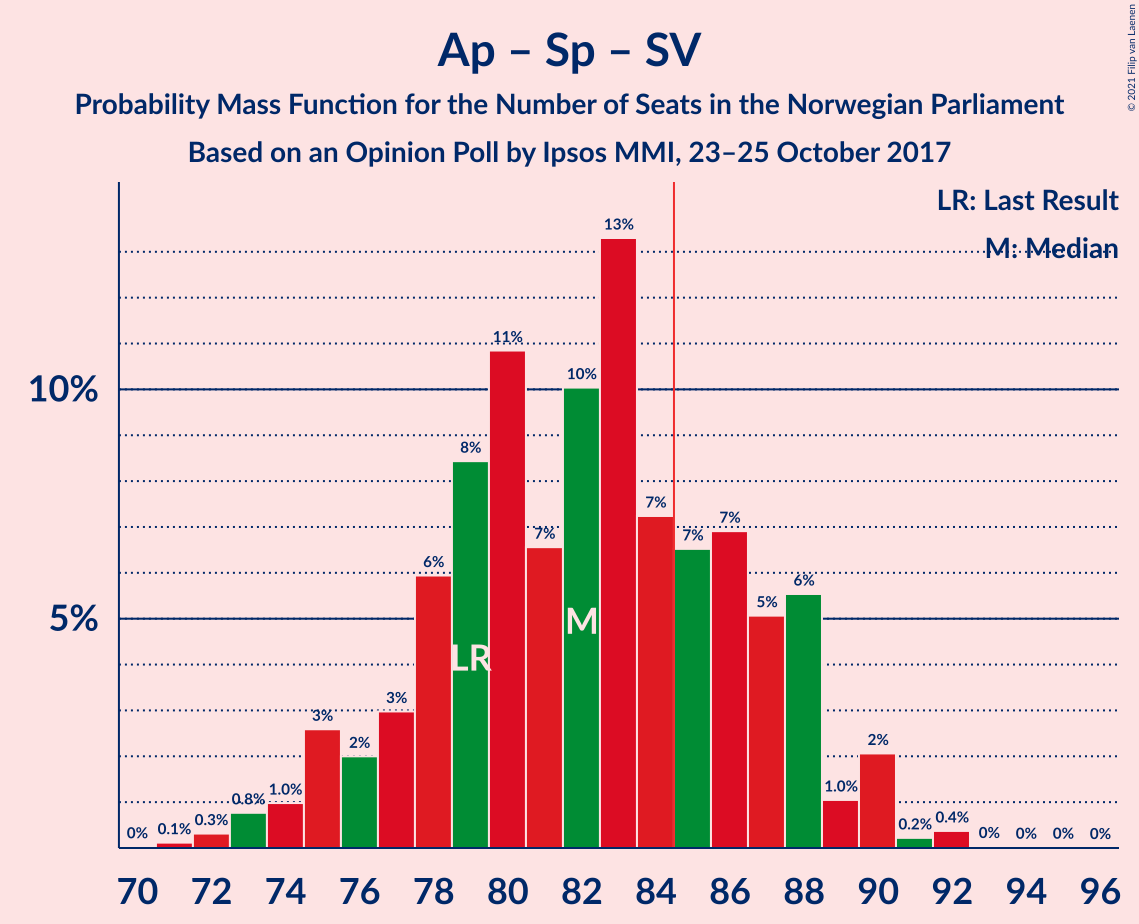 Ap – Sp – SV
Probability Mass Function for the Number of Seats in the Norwegian Parliament
Based on an Opinion Poll by Ipsos MMI, 23–25 October 2017
© 2021 Filip van Laenen
LR: Last Result
M: Median
10%
5%
0% 0.1% 0.3% 0.8% 1.0% 3% 2% 3% 6% 8% 11% 7% 10% 13% 7% 7% 7% 5% 6% 1.0% 2% 0.2% 0.4% 0% 0% 0% 0%
LR
M
70 72 74 76 78 80 82 84 86 88 90 92 94 96